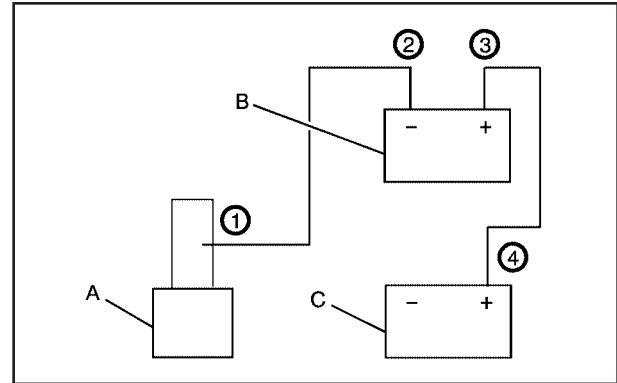 ② ③
B
− +
①
④
A
C
− +